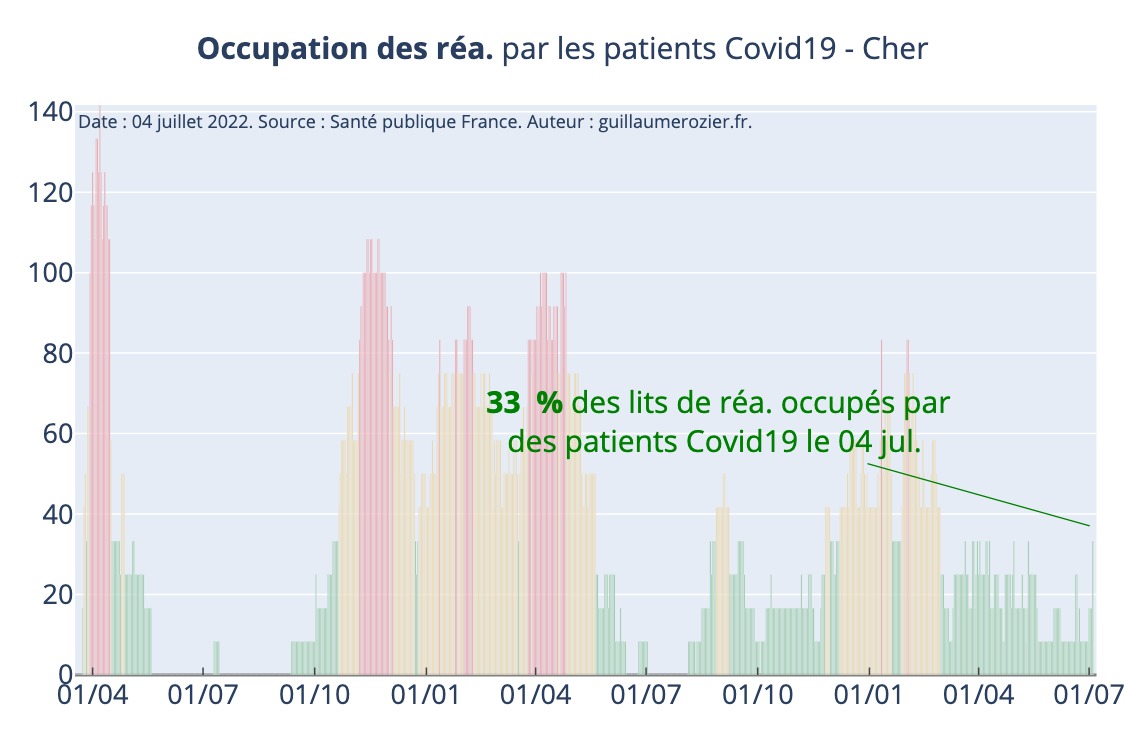 Occupation des réa. par les patients Covid19 - Cher
140
Date : 04 juillet 2022. Source : Santé publique France. Auteur : guillaumerozier.fr.
120
100
80
33 % des lits de réa. occupés par
des patients Covid19 le 04 jul.
60
40
20
0
01/04 01/07 01/10 01/01 01/04 01/07 01/10 01/01 01/04 01/07